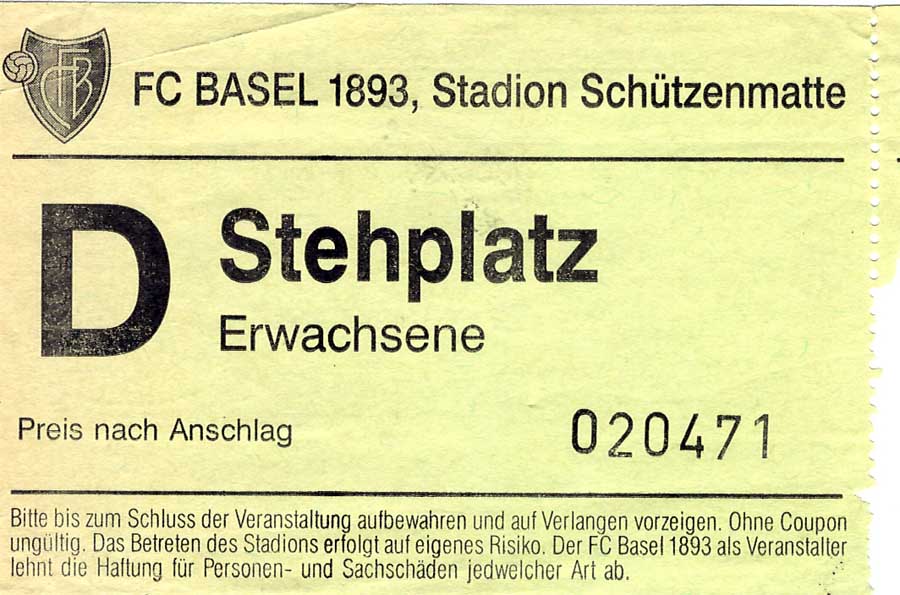 FCB
FC BASEL 1893, Stadion Schützenmatte
D Stehplatz
Erwachsene
Preis nach Anschlag 020471
Bitte bis zum Schluss der Veranstaltung aufbewahren und auf Verlangen vorzeigen. Ohne Coupon
ungültig. Das Betreten des Stadions erfolgt auf eigenes Risiko. Der FC Basel 1893 als Veranstalter
lehnt die Haftung für Personen- und Sachschäden jedwelcher Art ab.